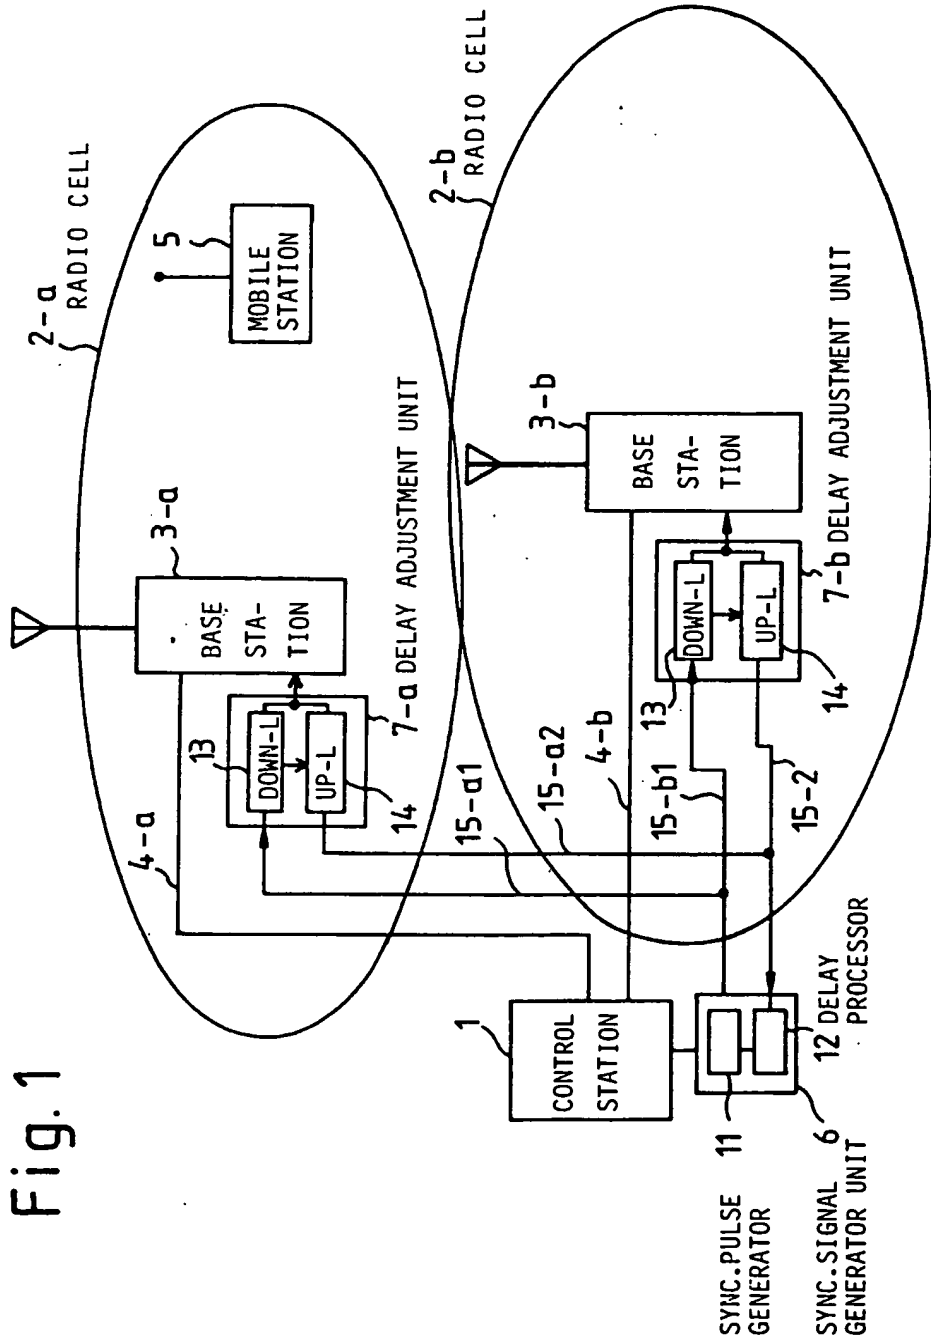 Fig. 1
2-a
RADIO CELL
5
MOBILE
STATION
3-a
BASE
STA-
TION
13
DOWN-L
UP-L
14
7-a DELAY ADJUSTMENT UNIT
4-a
15-a1
15-a2
2-b
RADIO CELL
3-b
BASE
STA-
TION
13
DOWN-L
UP-L
14
7-b DELAY ADJUSTMENT UNIT
4-b
15-b1
15-2
1
CONTROL
STATION
12 DELAY
PROCESSOR
11
SYNC.PULSE
GENERATOR
6
SYNC.SIGNAL
GENERATOR UNIT